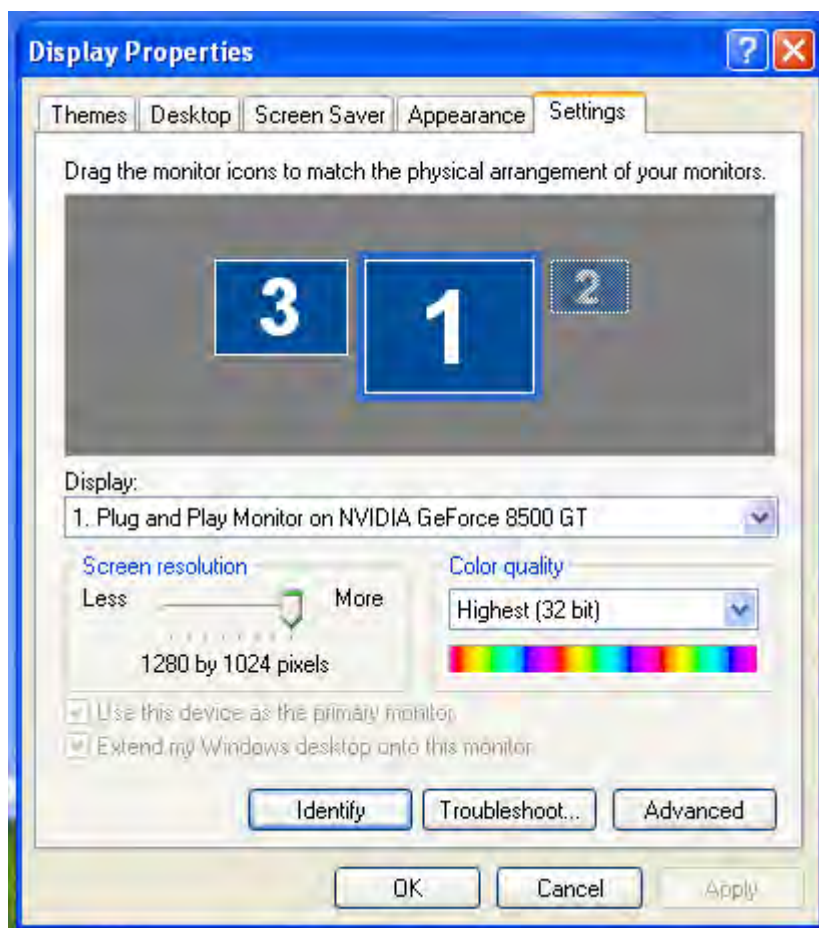 Display Properties
Themes Desktop Screen Saver Appearance Settings
Drag the monitor icons to match the physical arrangement of your monitors.
3 1 2
Display:
1. Plug and Play Monitor on NVIDIA GeForce 8500 GT
Screen resolution Color quality
Less More Highest (32 bit)
1280 by 1024 pixels
Use this device as the primary monitor.
Extend my Windows desktop onto this monitor.
Identify Troubleshoot... Advanced
OK Cancel Apply